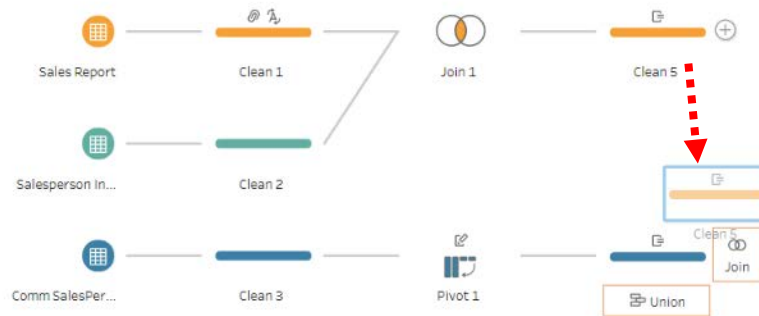 Sales Report
Clean 1
Join 1
Clean 5
Salesperson In...
Clean 2
Clean 5
Join
Comm SalesPer...
Clean 3
Pivot 1
Union